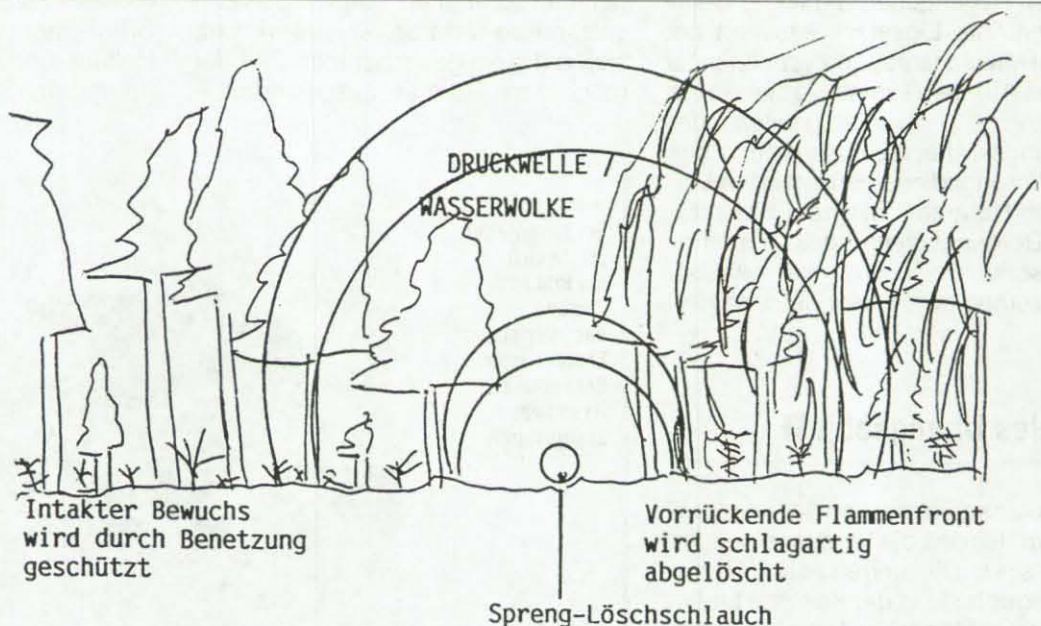 DRUCKWELLE
WASSERWOLKE
Intakter Bewuchs
wird durch Benetzung
geschützt
Vorrückende Flammenfront
wird schlagartig
abgelöscht
Spreng-Löschschlauch